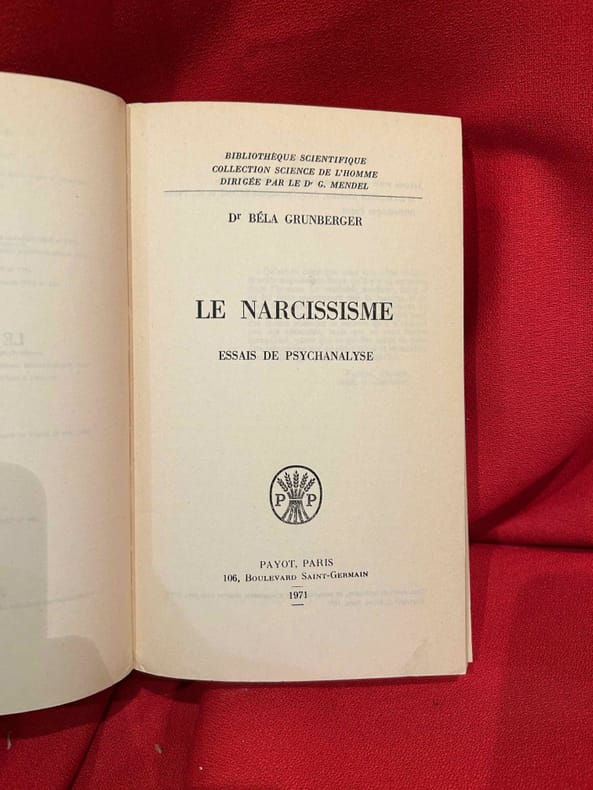 BIBLIOTHÈQUE SCIENTIFIQUE
COLLECTION SCIENCE DE L'HOMME
DIRIGÉE PAR LE Dr G. MENDEL
Dr BÉLA GRUNBERGER
LE NARCISSISME
ESSAIS DE PSYCHANALYSE
P P
PAYOT, PARIS
106, BOULEVARD SAINT-GERMAIN
1971